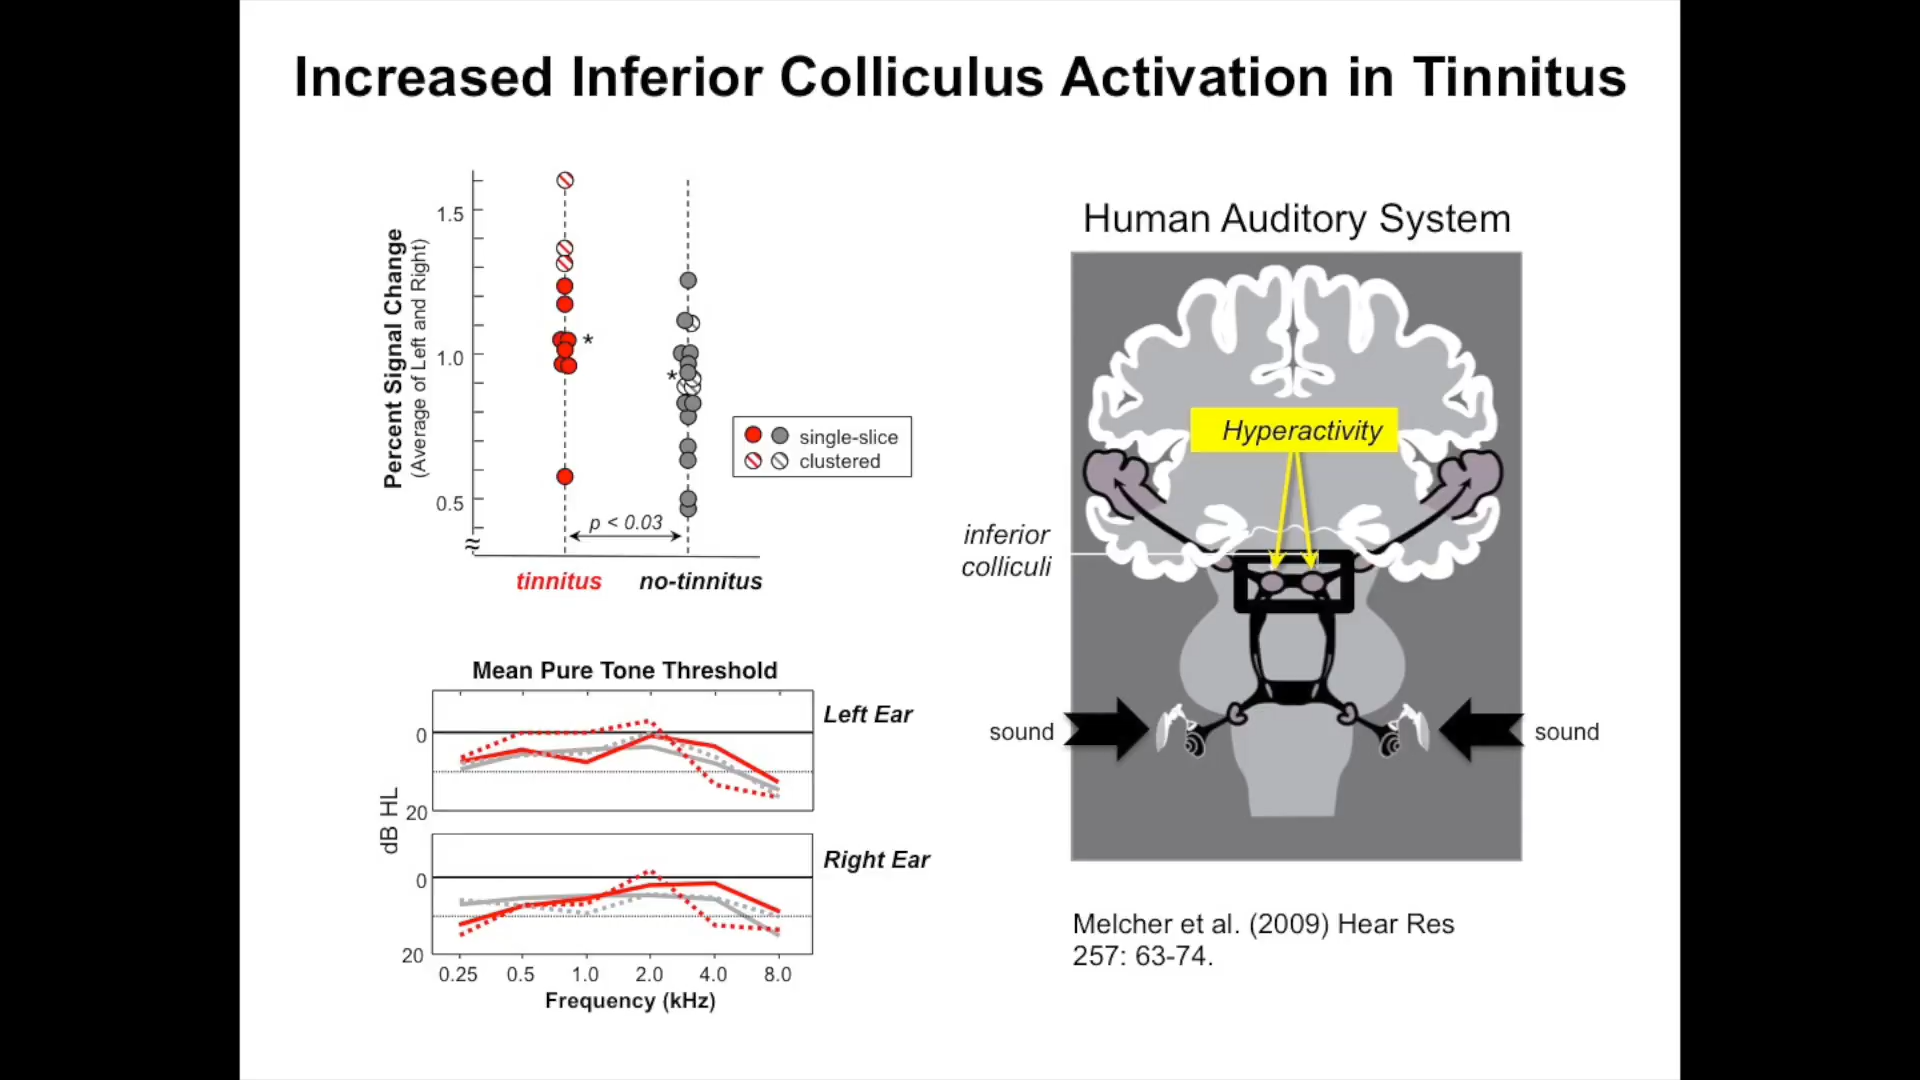 Increased Inferior Colliculus Activation in Tinnitus
Percent Signal Change
(Average of Left and Right)
1.5
1.0
0.5
≈
*
*
p < 0.03
tinnitus
no-tinnitus
single-slice
clustered
Mean Pure Tone Threshold
Left Ear
0
20
dB HL
Right Ear
0
20
0.25 0.5 1.0 2.0 4.0 8.0
Frequency (kHz)
Human Auditory System
Hyperactivity
inferior
colliculi
sound
sound
Melcher et al. (2009) Hear Res
257: 63-74.